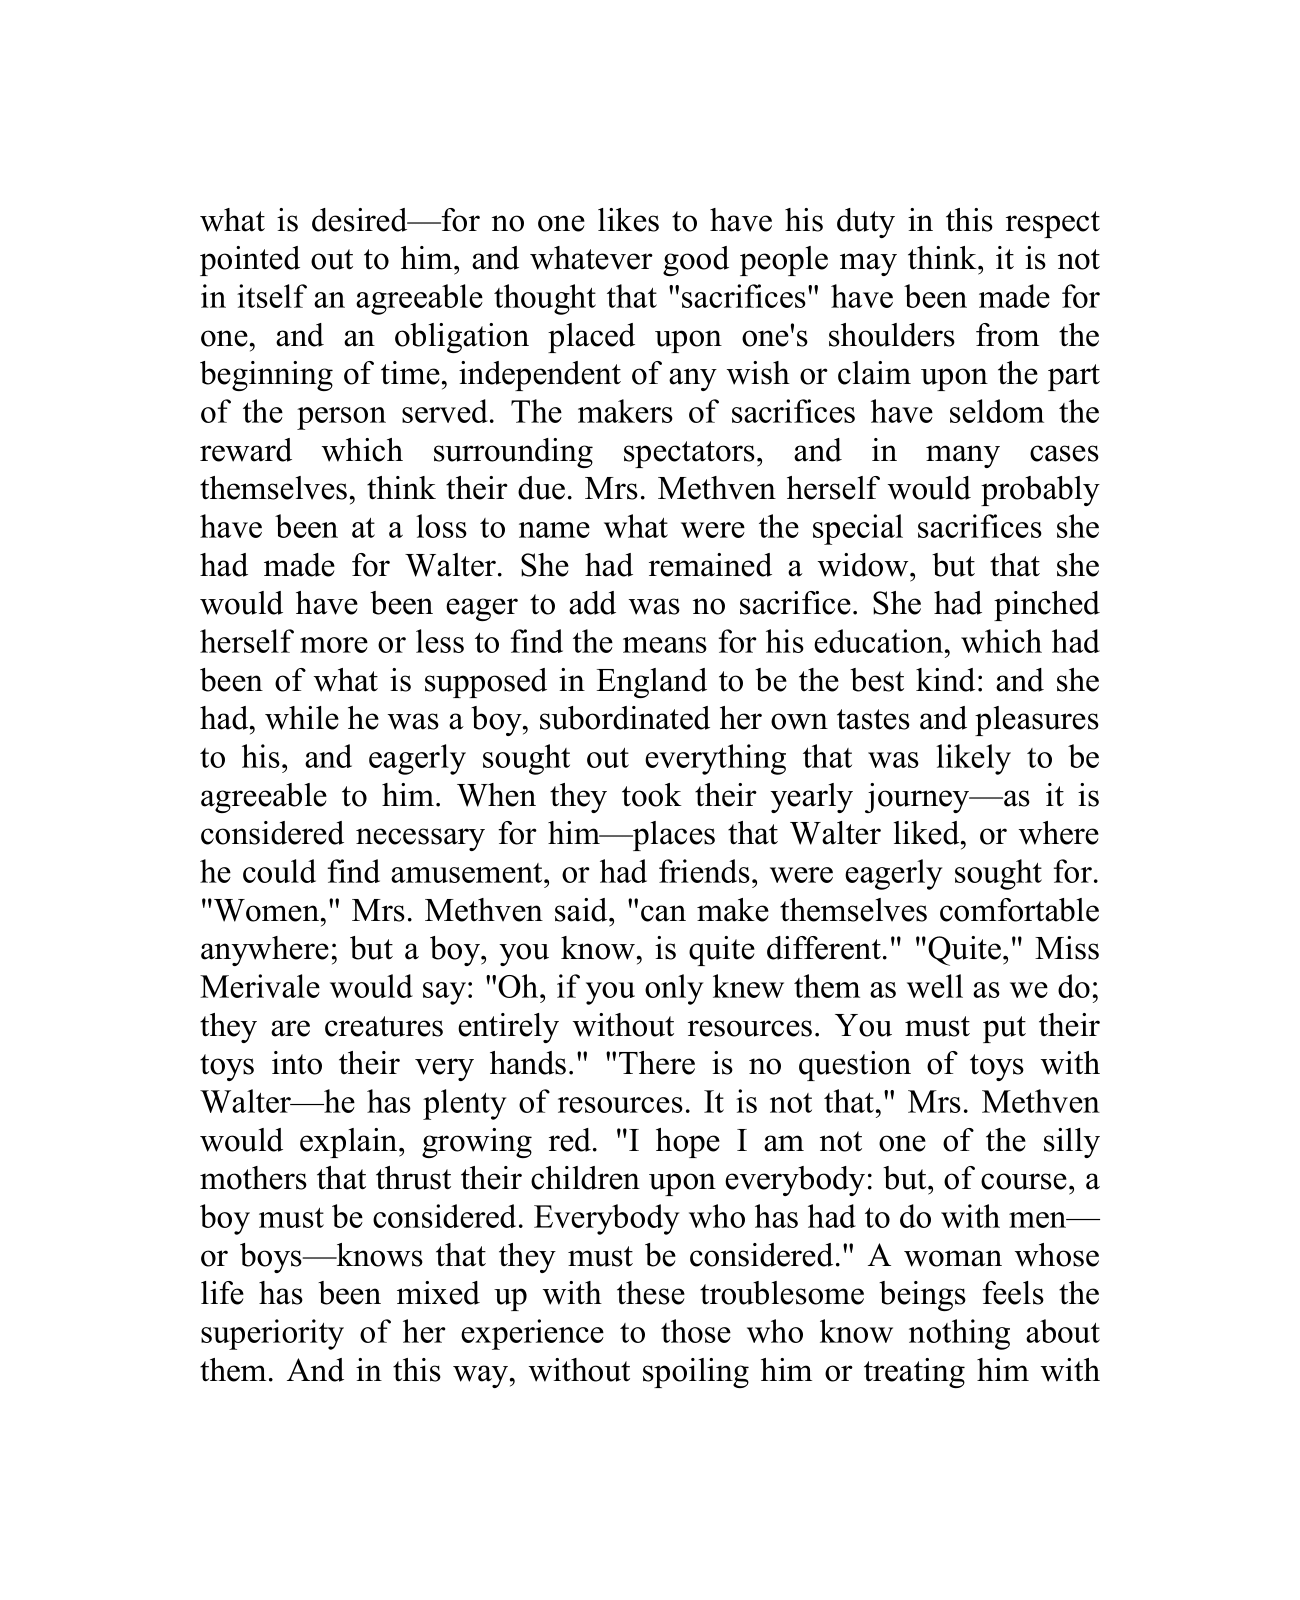 what is desired—for no one likes to have his duty in this respect
pointed out to him, and whatever good people may think, it is not
in itself an agreeable thought that "sacrifices" have been made for
one, and an obligation placed upon one's shoulders from the
beginning of time, independent of any wish or claim upon the part
of the person served. The makers of sacrifices have seldom the
reward which surrounding spectators, and in many cases
themselves, think their due. Mrs. Methven herself would probably
have been at a loss to name what were the special sacrifices she
had made for Walter. She had remained a widow, but that she
would have been eager to add was no sacrifice. She had pinched
herself more or less to find the means for his education, which had
been of what is supposed in England to be the best kind: and she
had, while he was a boy, subordinated her own tastes and pleasures
to his, and eagerly sought out everything that was likely to be
agreeable to him. When they took their yearly journey—as it is
considered necessary for him—places that Walter liked, or where
he could find amusement, or had friends, were eagerly sought for.
"Women," Mrs. Methven said, "can make themselves comfortable
anywhere; but a boy, you know, is quite different." "Quite," Miss
Merivale would say: "Oh, if you only knew them as well as we do;
they are creatures entirely without resources. You must put their
toys into their very hands." "There is no question of toys with
Walter—he has plenty of resources. It is not that," Mrs. Methven
would explain, growing red. "I hope I am not one of the silly
mothers that thrust their children upon everybody: but, of course, a
boy must be considered. Everybody who has had to do with men—
or boys—knows that they must be considered." A woman whose
life has been mixed up with these troublesome beings feels the
superiority of her experience to those who know nothing about
them. And in this way, without spoiling him or treating him with